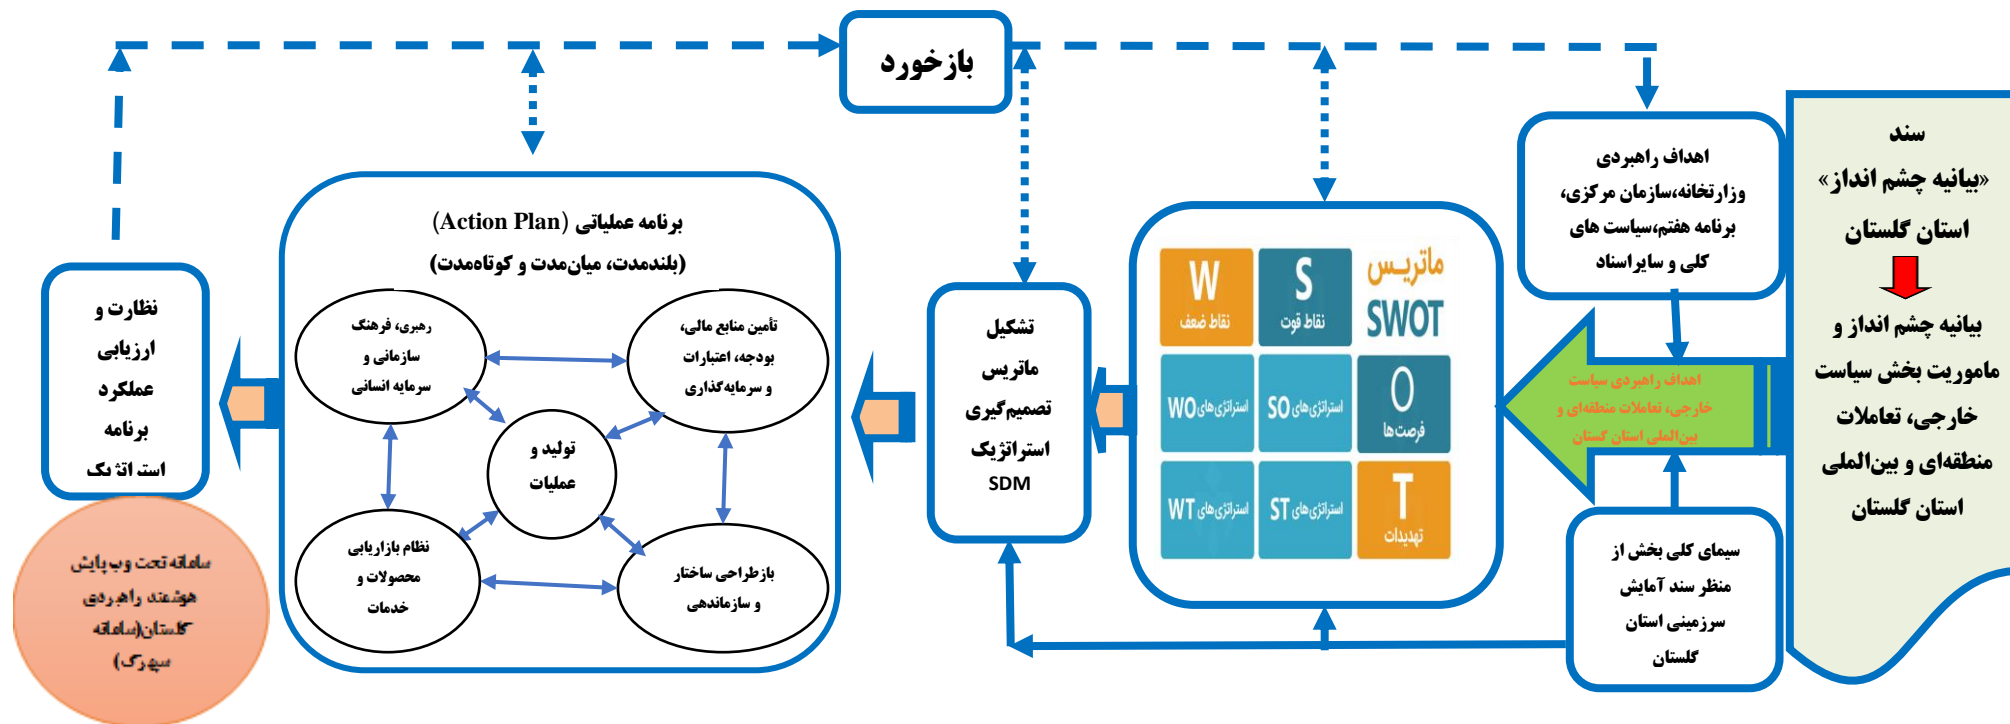 بازخورد
سند
«بیانیه چشم انداز»
استان گلستان
بیانیه چشم انداز و
ماموریت بخش سیاست
خارجی، تعاملات
منطقه‌ای و بین‌المللی
استان گلستان
اهداف راهبردی
وزارتخانه،سازمان مرکزی،
برنامه هفتم،سیاست های
کلی و سایراسناد
اهداف راهبردی سیاست
خارجی، تعاملات منطقه‌ای و
بین‌المللی استان گستان
سیمای کلی بخش از
منظر سند آمایش
سرزمینی استان
گلستان
ماتریس
SWOT
S
نقاط قوت
W
نقاط ضعف
O
فرصت‌ها
استراتژی‌های SO
استراتژی‌های WO
T
تهدیدات
استراتژی‌های ST
استراتژی‌های WT
تشکیل
ماتریس
تصمیم‌گیری
استراتژیک
SDM
برنامه عملیاتی (Action Plan)
(بلندمدت، میان‌مدت و کوتاه‌مدت)
تأمین منابع مالی،
بودجه، اعتبارات
و سرمایه‌گذاری
رهبری، فرهنگ
سازمانی و
سرمایه انسانی
تولید و
عملیات
بازطراحی ساختار
و سازماندهی
نظام بازاریابی
محصولات و
خدمات
نظارت و
ارزیابی
عملکرد
برنامه
استراتژیک
سامانه تحت وب پایش
هوشمند راهبردی
گلستان(سامانه
سپهرک)